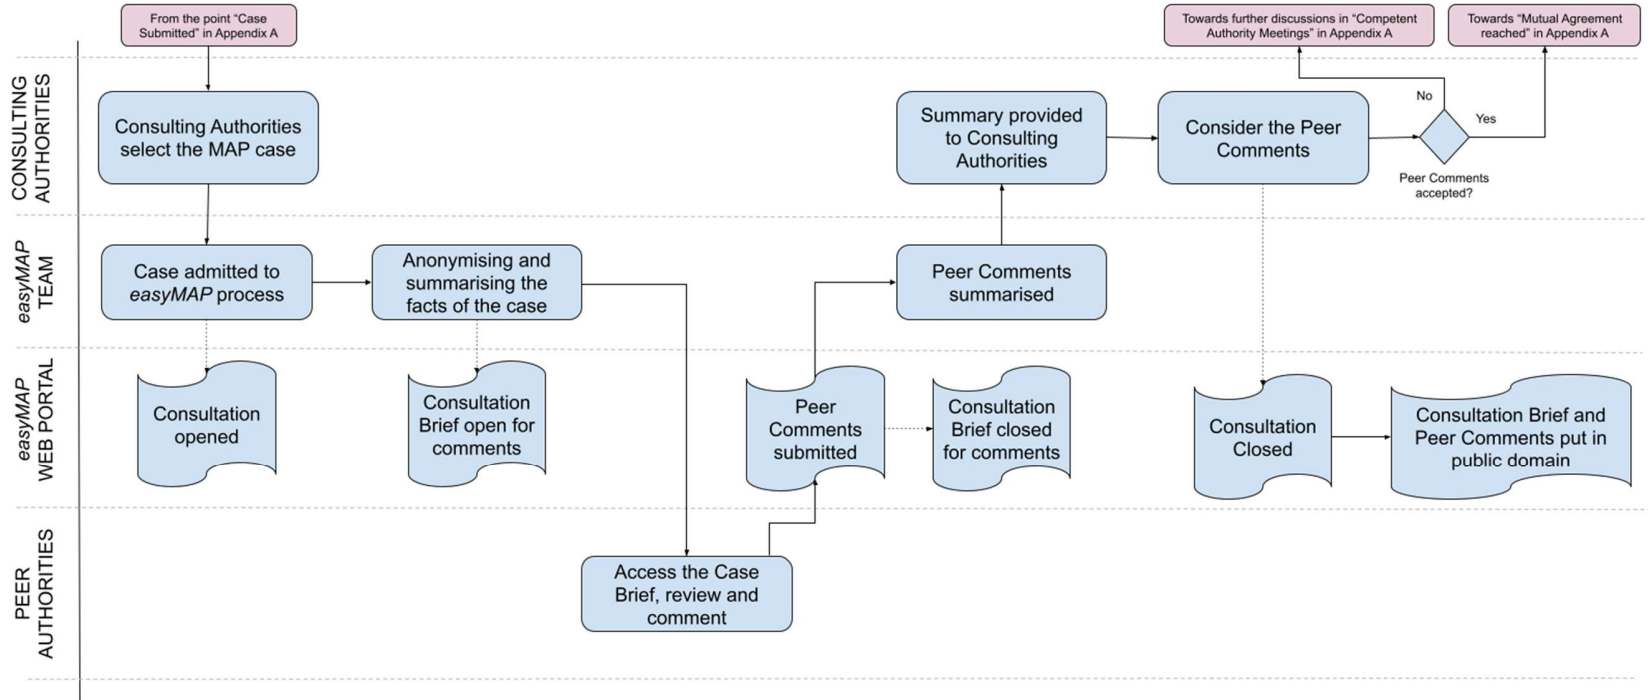 From the point “Case
Submitted” in Appendix A
Towards further discussions in “Competent
Authority Meetings” in Appendix A
Towards “Mutual Agreement
reached” in Appendix A
CONSULTING
AUTHORITIES
Consulting Authorities
select the MAP case
Summary provided
to Consulting
Authorities
Consider the Peer
Comments
No
Yes
Peer Comments
accepted?
easyMAP
TEAM
Case admitted to
easyMAP process
Anonymising and
summarising the
facts of the case
Peer Comments
summarised
easyMAP
WEB PORTAL
Consultation
opened
Consultation
Brief open for
comments
Peer
Comments
submitted
Consultation
Brief closed
for comments
Consultation
Closed
Consultation Brief and
Peer Comments put in
public domain
PEER
AUTHORITIES
Access the Case
Brief, review and
comment